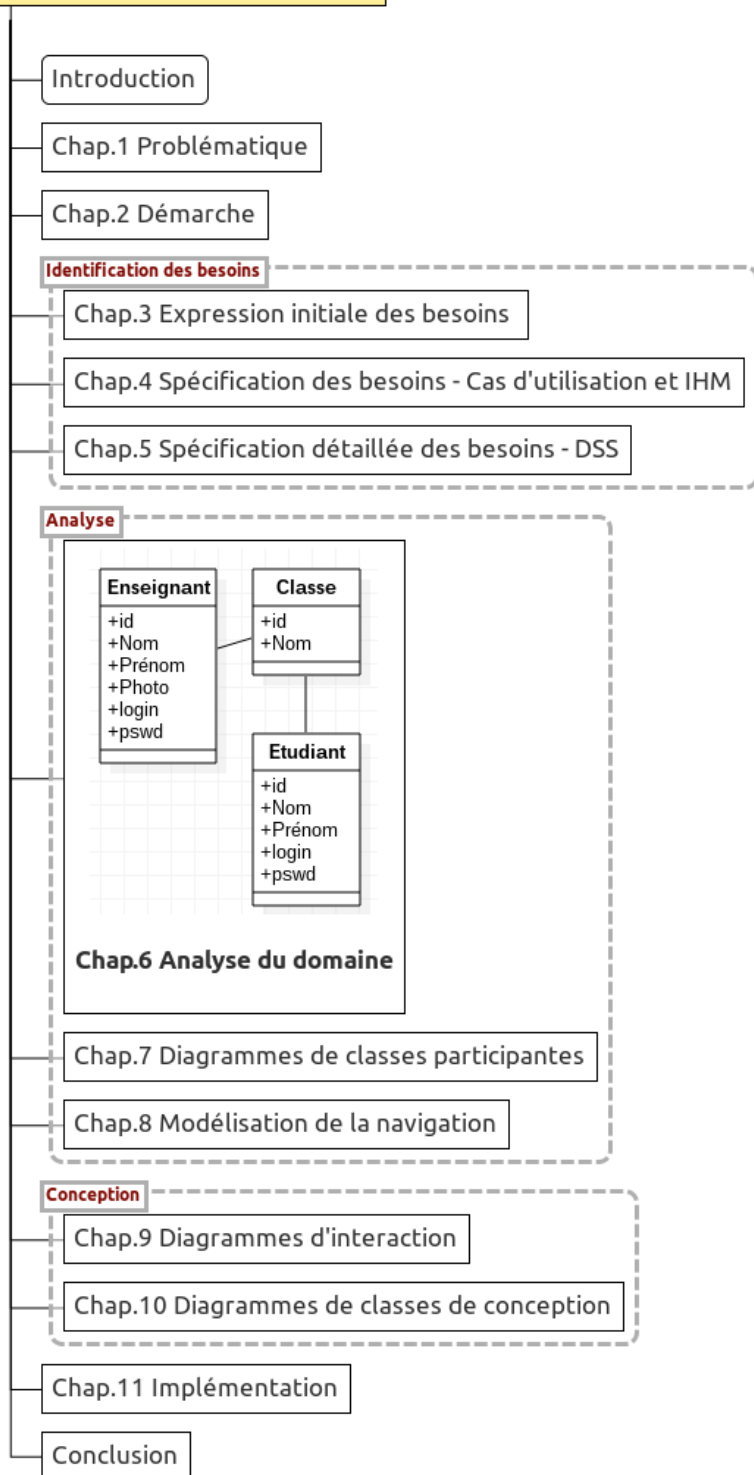 Introduction
Chap.1 Problématique
Chap.2 Démarche
Identification des besoins
Chap.3 Expression initiale des besoins
Chap.4 Spécification des besoins - Cas d'utilisation et IHM
Chap.5 Spécification détaillée des besoins - DSS
Analyse
Enseignant
+id
+Nom
+Prénom
+Photo
+login
+pswd
Classe
+id
+Nom
Etudiant
+id
+Nom
+Prénom
+login
+pswd
Chap.6 Analyse du domaine
Chap.7 Diagrammes de classes participantes
Chap.8 Modélisation de la navigation
Conception
Chap.9 Diagrammes d'interaction
Chap.10 Diagrammes de classes de conception
Chap.11 Implémentation
Conclusion